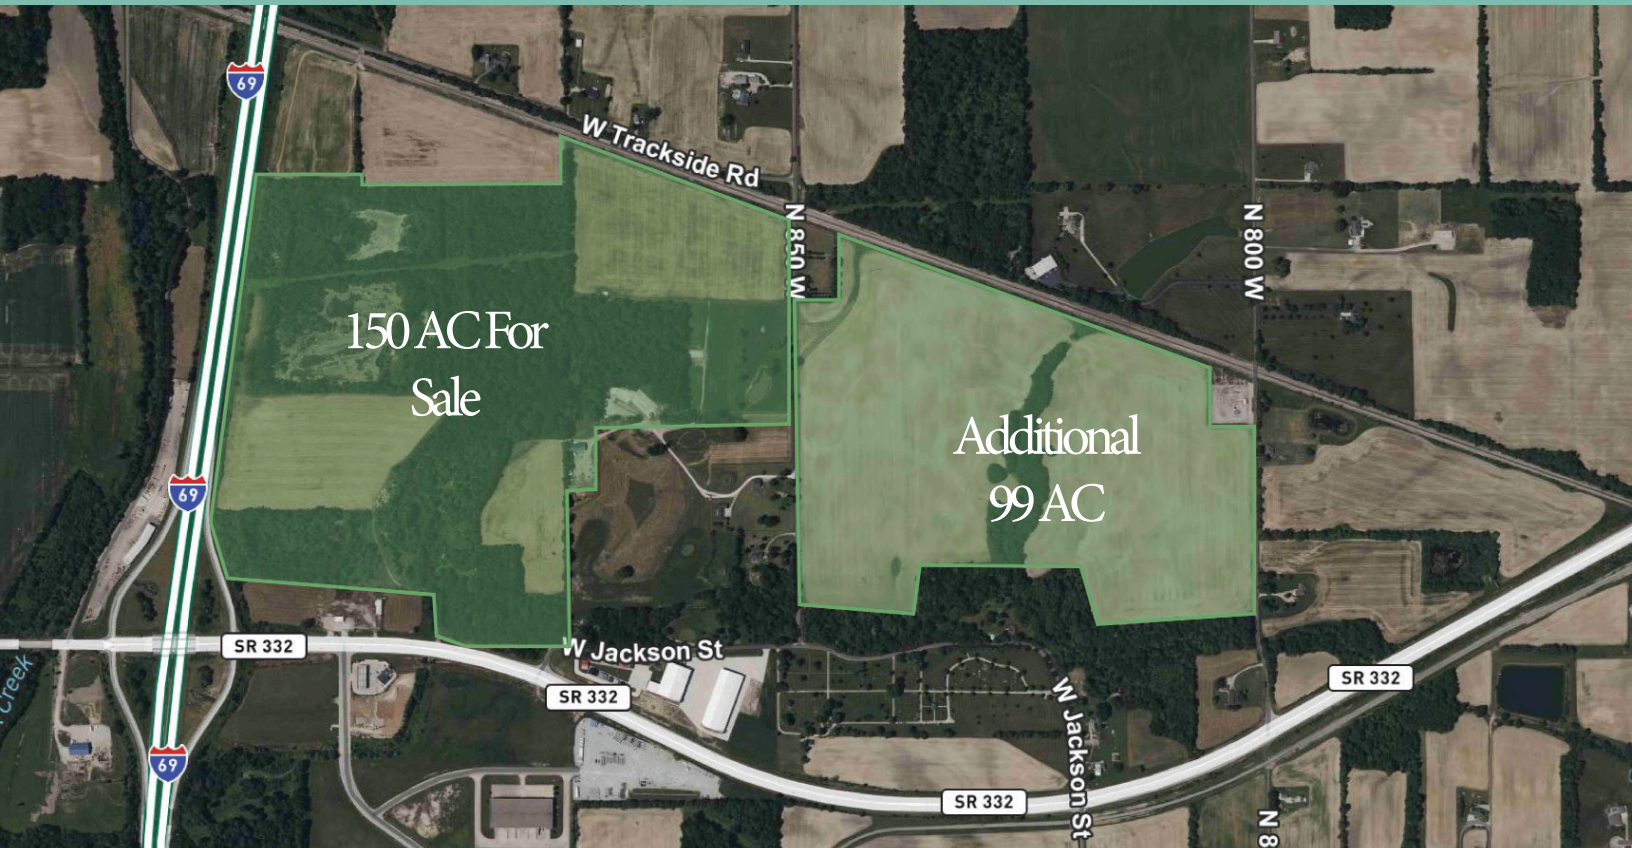 69
W Trackside Rd
N 850 W
N 800 W
150 AC For
Sale
Additional
99 AC
69
SR 332
W Jackson St
SR 332
SR 332
W Jackson St
Creek
69
SR 332
N 8